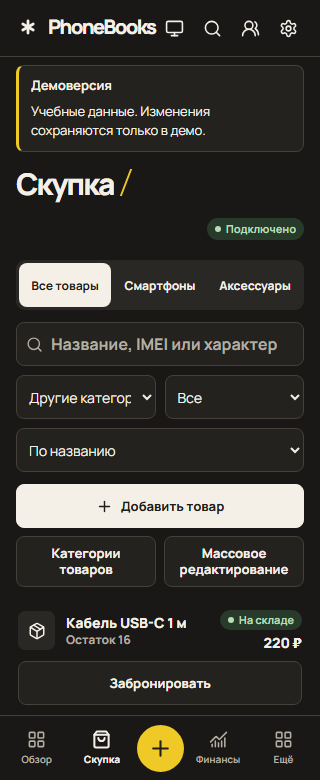 PhoneBooks
Демоверсия
Учебные данные. Изменения
сохраняются только в демо.
Скупка /
Подключено
Все товары Смартфоны Аксессуары
Название, IMEI или характер
Другие категор Все
По названию
+ Добавить товар
Категории
товаров
Массовое
редактирование
Кабель USB-C 1 м
Остаток 16
На складе
220 ₽
Забронировать
Обзор Скупка Финансы Ещё